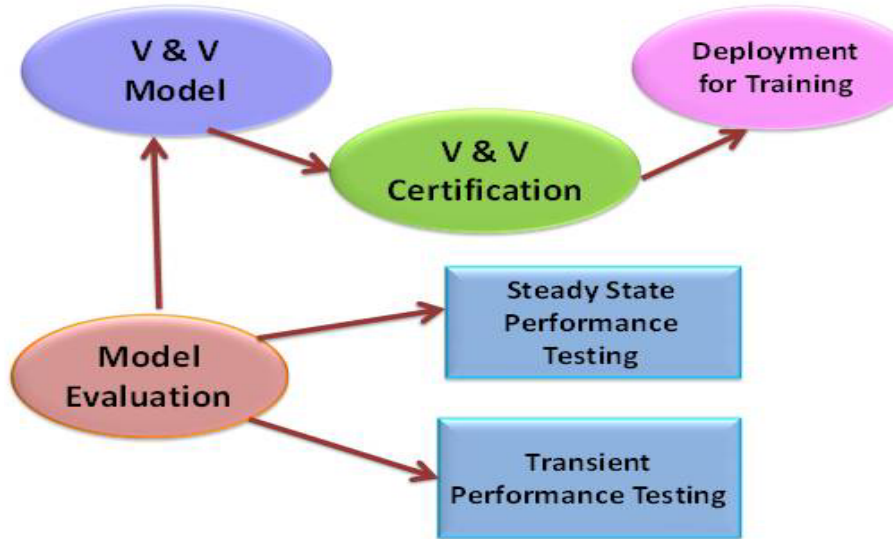 V & V
Model
Deployment
for Training
V & V
Certification
Steady State
Performance
Testing
Model
Evaluation
Transient
Performance Testing